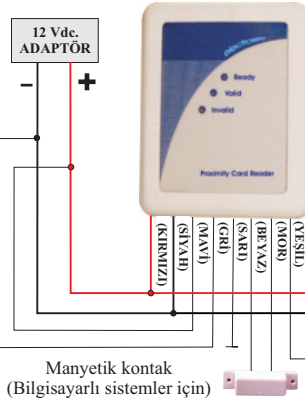 12 Vdc.
ADAPTÖR
− +
Ready
Valid
Invalid
Proximity Card Reader
(KIRMIZI)
(SİYAH)
(MAVİ)
(GRİ)
(SARI)
(BEYAZ)
(MOR)
(YEŞİL)
Manyetik kontak
(Bilgisayarlı sistemler için)